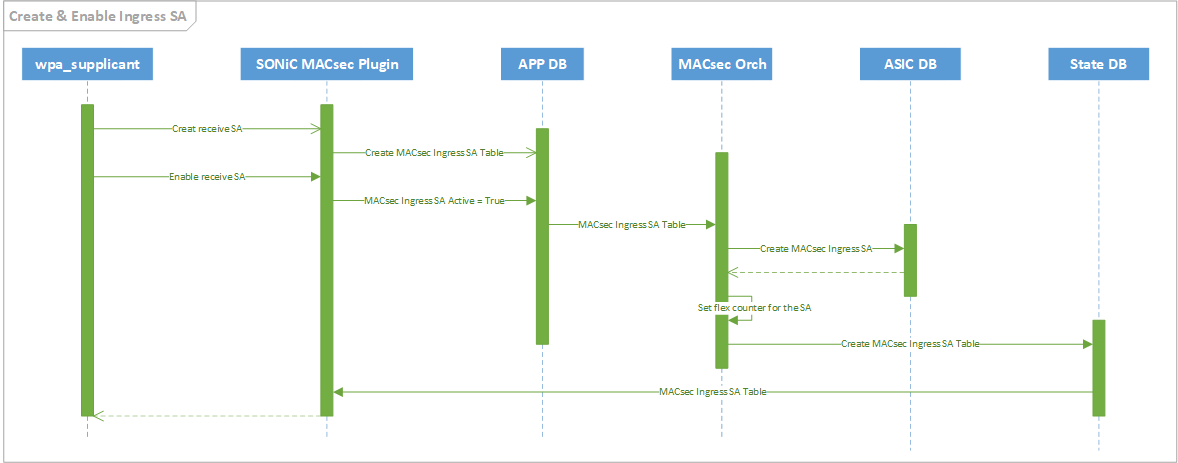 Create & Enable Ingress SA
wpa_supplicant
SONiC MACsec Plugin
APP DB
MACsec Orch
ASIC DB
State DB
Creat receive SA
Create MACsec Ingress SA Table
Enable receive SA
MACsec Ingress SA Active = True
MACsec Ingress SA Table
Create MACsec Ingress SA
Set flex counter for the SA
Create MACsec Ingress SA Table
MACsec Ingress SA Table